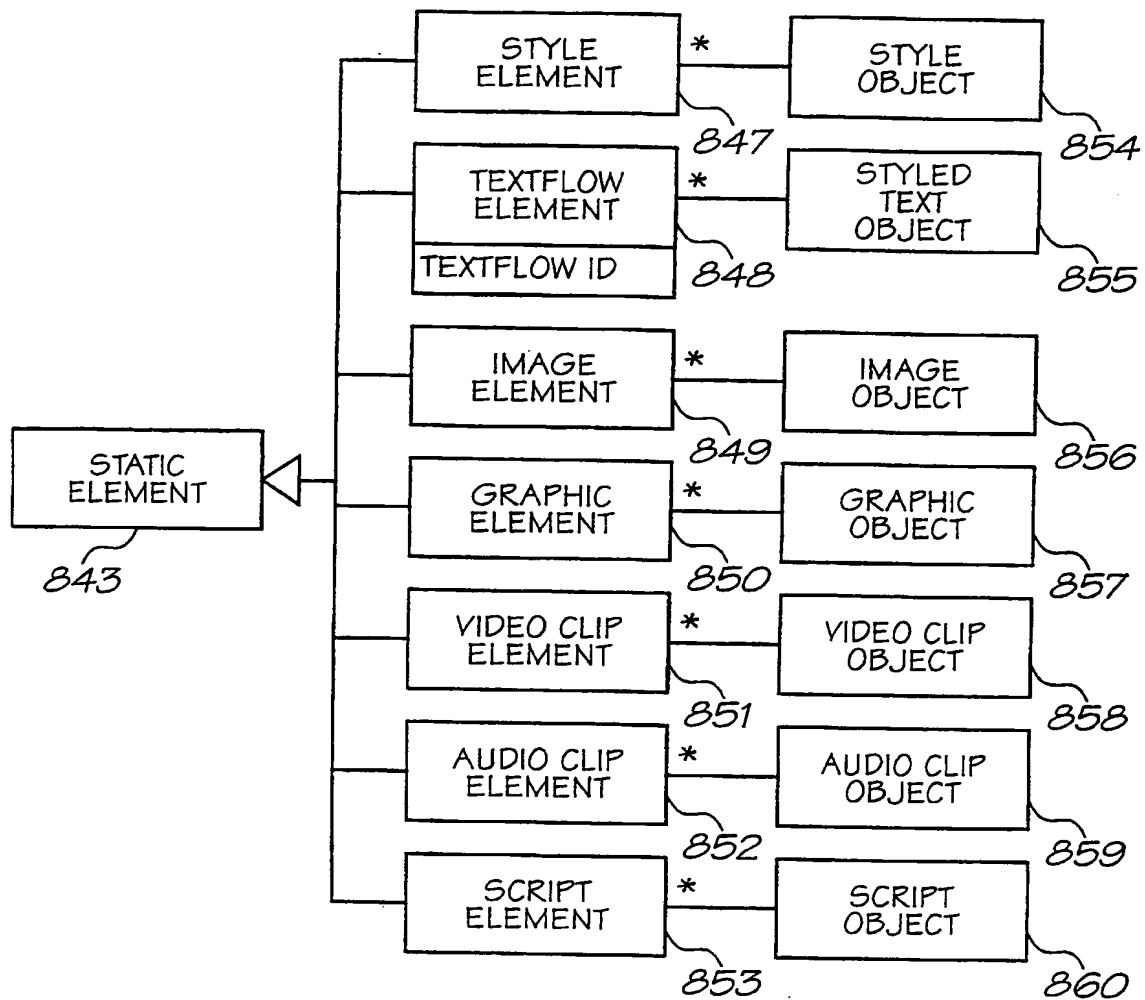 STYLE
ELEMENT
*
STYLE
OBJECT
847
854
TEXTFLOW
ELEMENT
TEXTFLOW ID
*
STYLED
TEXT
OBJECT
848
855
IMAGE
ELEMENT
*
IMAGE
OBJECT
849
856
STATIC
ELEMENT
843
GRAPHIC
ELEMENT
*
GRAPHIC
OBJECT
850
857
VIDEO CLIP
ELEMENT
*
VIDEO CLIP
OBJECT
851
858
AUDIO CLIP
ELEMENT
*
AUDIO CLIP
OBJECT
852
859
SCRIPT
ELEMENT
*
SCRIPT
OBJECT
853
860